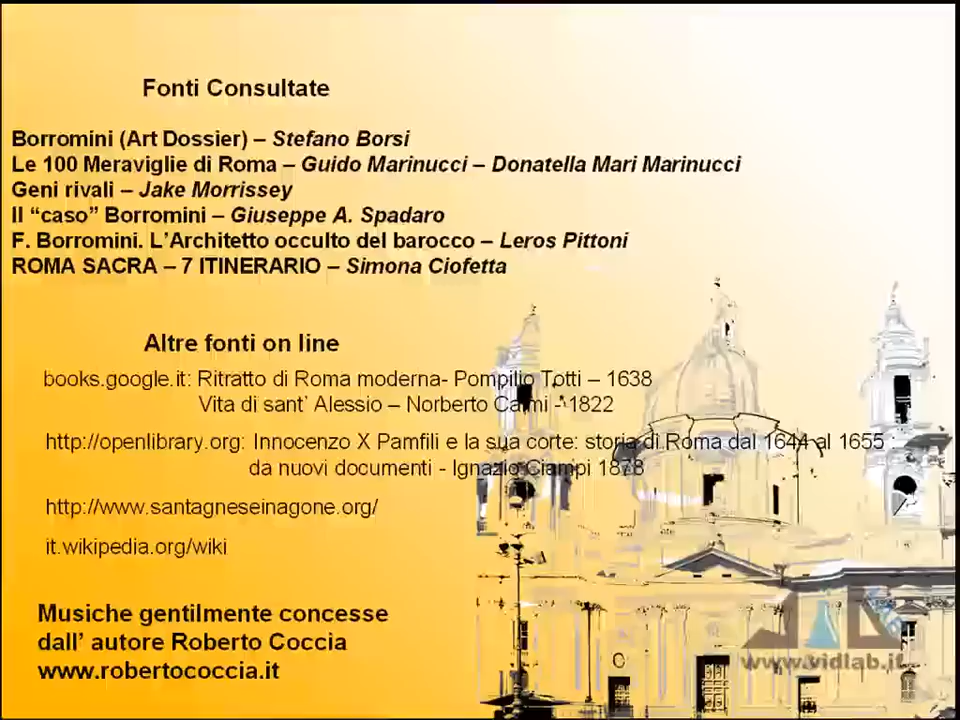 Fonti Consultate
Borromini (Art Dossier) – Stefano Borsi
Le 100 Meraviglie di Roma – Guido Marinucci – Donatella Mari Marinucci
Geni rivali – Jake Morrissey
Il “caso” Borromini – Giuseppe A. Spadaro
F. Borromini. L’Architetto occulto del barocco – Leros Pittoni
ROMA SACRA – 7 ITINERARIO – Simona Ciofetta
Altre fonti on line
books.google.it: Ritratto di Roma moderna- Pompilio Totti – 1638
Vita di sant’ Alessio – Norberto - 1822
http://openlibrary.org: Innocenzo X Pamfili e la sua corte: storia di Roma dal 1644 al 1655 :
da nuovi documenti - Ignazio Ciampi 1878
http://www.santagneseinagone.org/
it.wikipedia.org/wiki
Musiche gentilmente concesse
dall’ autore Roberto Coccia
www.robertococcia.it
www.vidlab.it